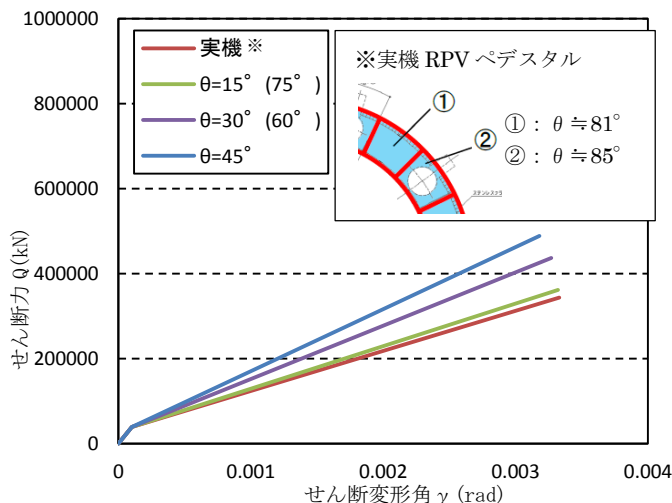 1000000
800000
600000
400000
200000
0
せん断力 Q(kN)
実機※
θ=15° (75° )
θ=30° (60° )
θ=45°
※実機 RPV ペデスタル
①
②
①：θ≒81°
②：θ≒85°
0
0.001
0.002
0.003
0.004
せん断変形角 γ (rad)